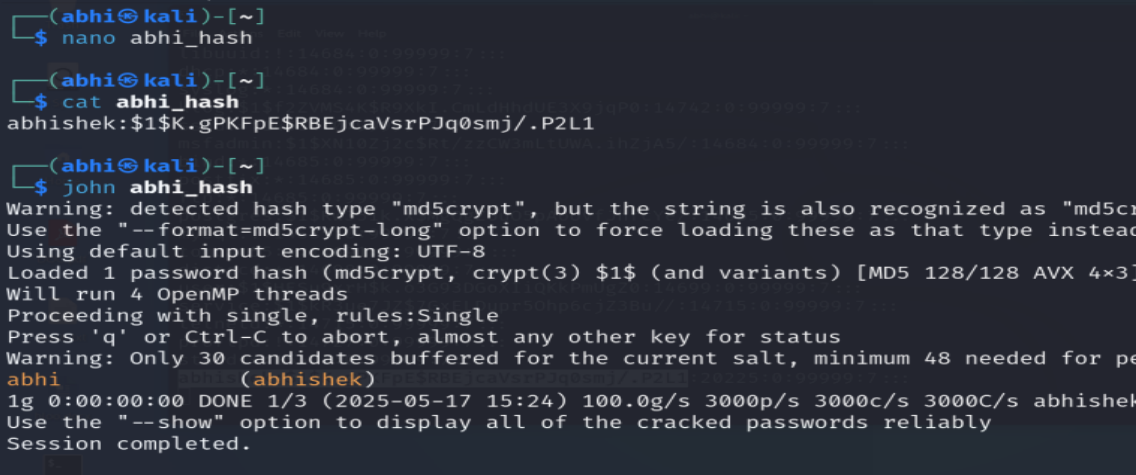 ┌──(abhi㉿kali)-[~]
└─$ nano abhi_hash
┌──(abhi㉿kali)-[~]
└─$ cat abhi_hash
abhishek:$1$K.gPKFpE$RBEjcaVsrPJq0smj/.P2L1
┌──(abhi㉿kali)-[~]
└─$ john abhi_hash
Warning: detected hash type "md5crypt", but the string is also recognized as "md5cr
Use the "--format=md5crypt-long" option to force loading these as that type instead
Using default input encoding: UTF-8
Loaded 1 password hash (md5crypt, crypt(3) $1$ (and variants) [MD5 128/128 AVX 4×3]
Will run 4 OpenMP threads
Proceeding with single, rules:Single
Press 'q' or Ctrl-C to abort, almost any other key for status
Warning: Only 30 candidates buffered for the current salt, minimum 48 needed for pe
abhi (abhishek)
1g 0:00:00:00 DONE 1/3 (2025-05-17 15:24) 100.0g/s 3000p/s 3000c/s 3000C/s abhishek
Use the "--show" option to display all of the cracked passwords reliably
Session completed.